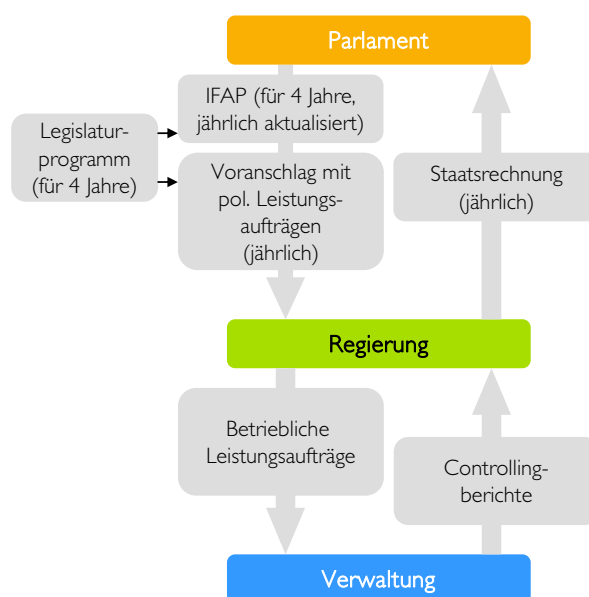 Parlament
IFAP (für 4 Jahre,
jährlich aktualisiert)
Legislatur-
programm
(für 4 Jahre)
Voranschlag mit
pol. Leistungs-
aufträgen
(jährlich)
Staatsrechnung
(jährlich)
Regierung
Betriebliche
Leistungsaufträge
Controlling-
berichte
Verwaltung